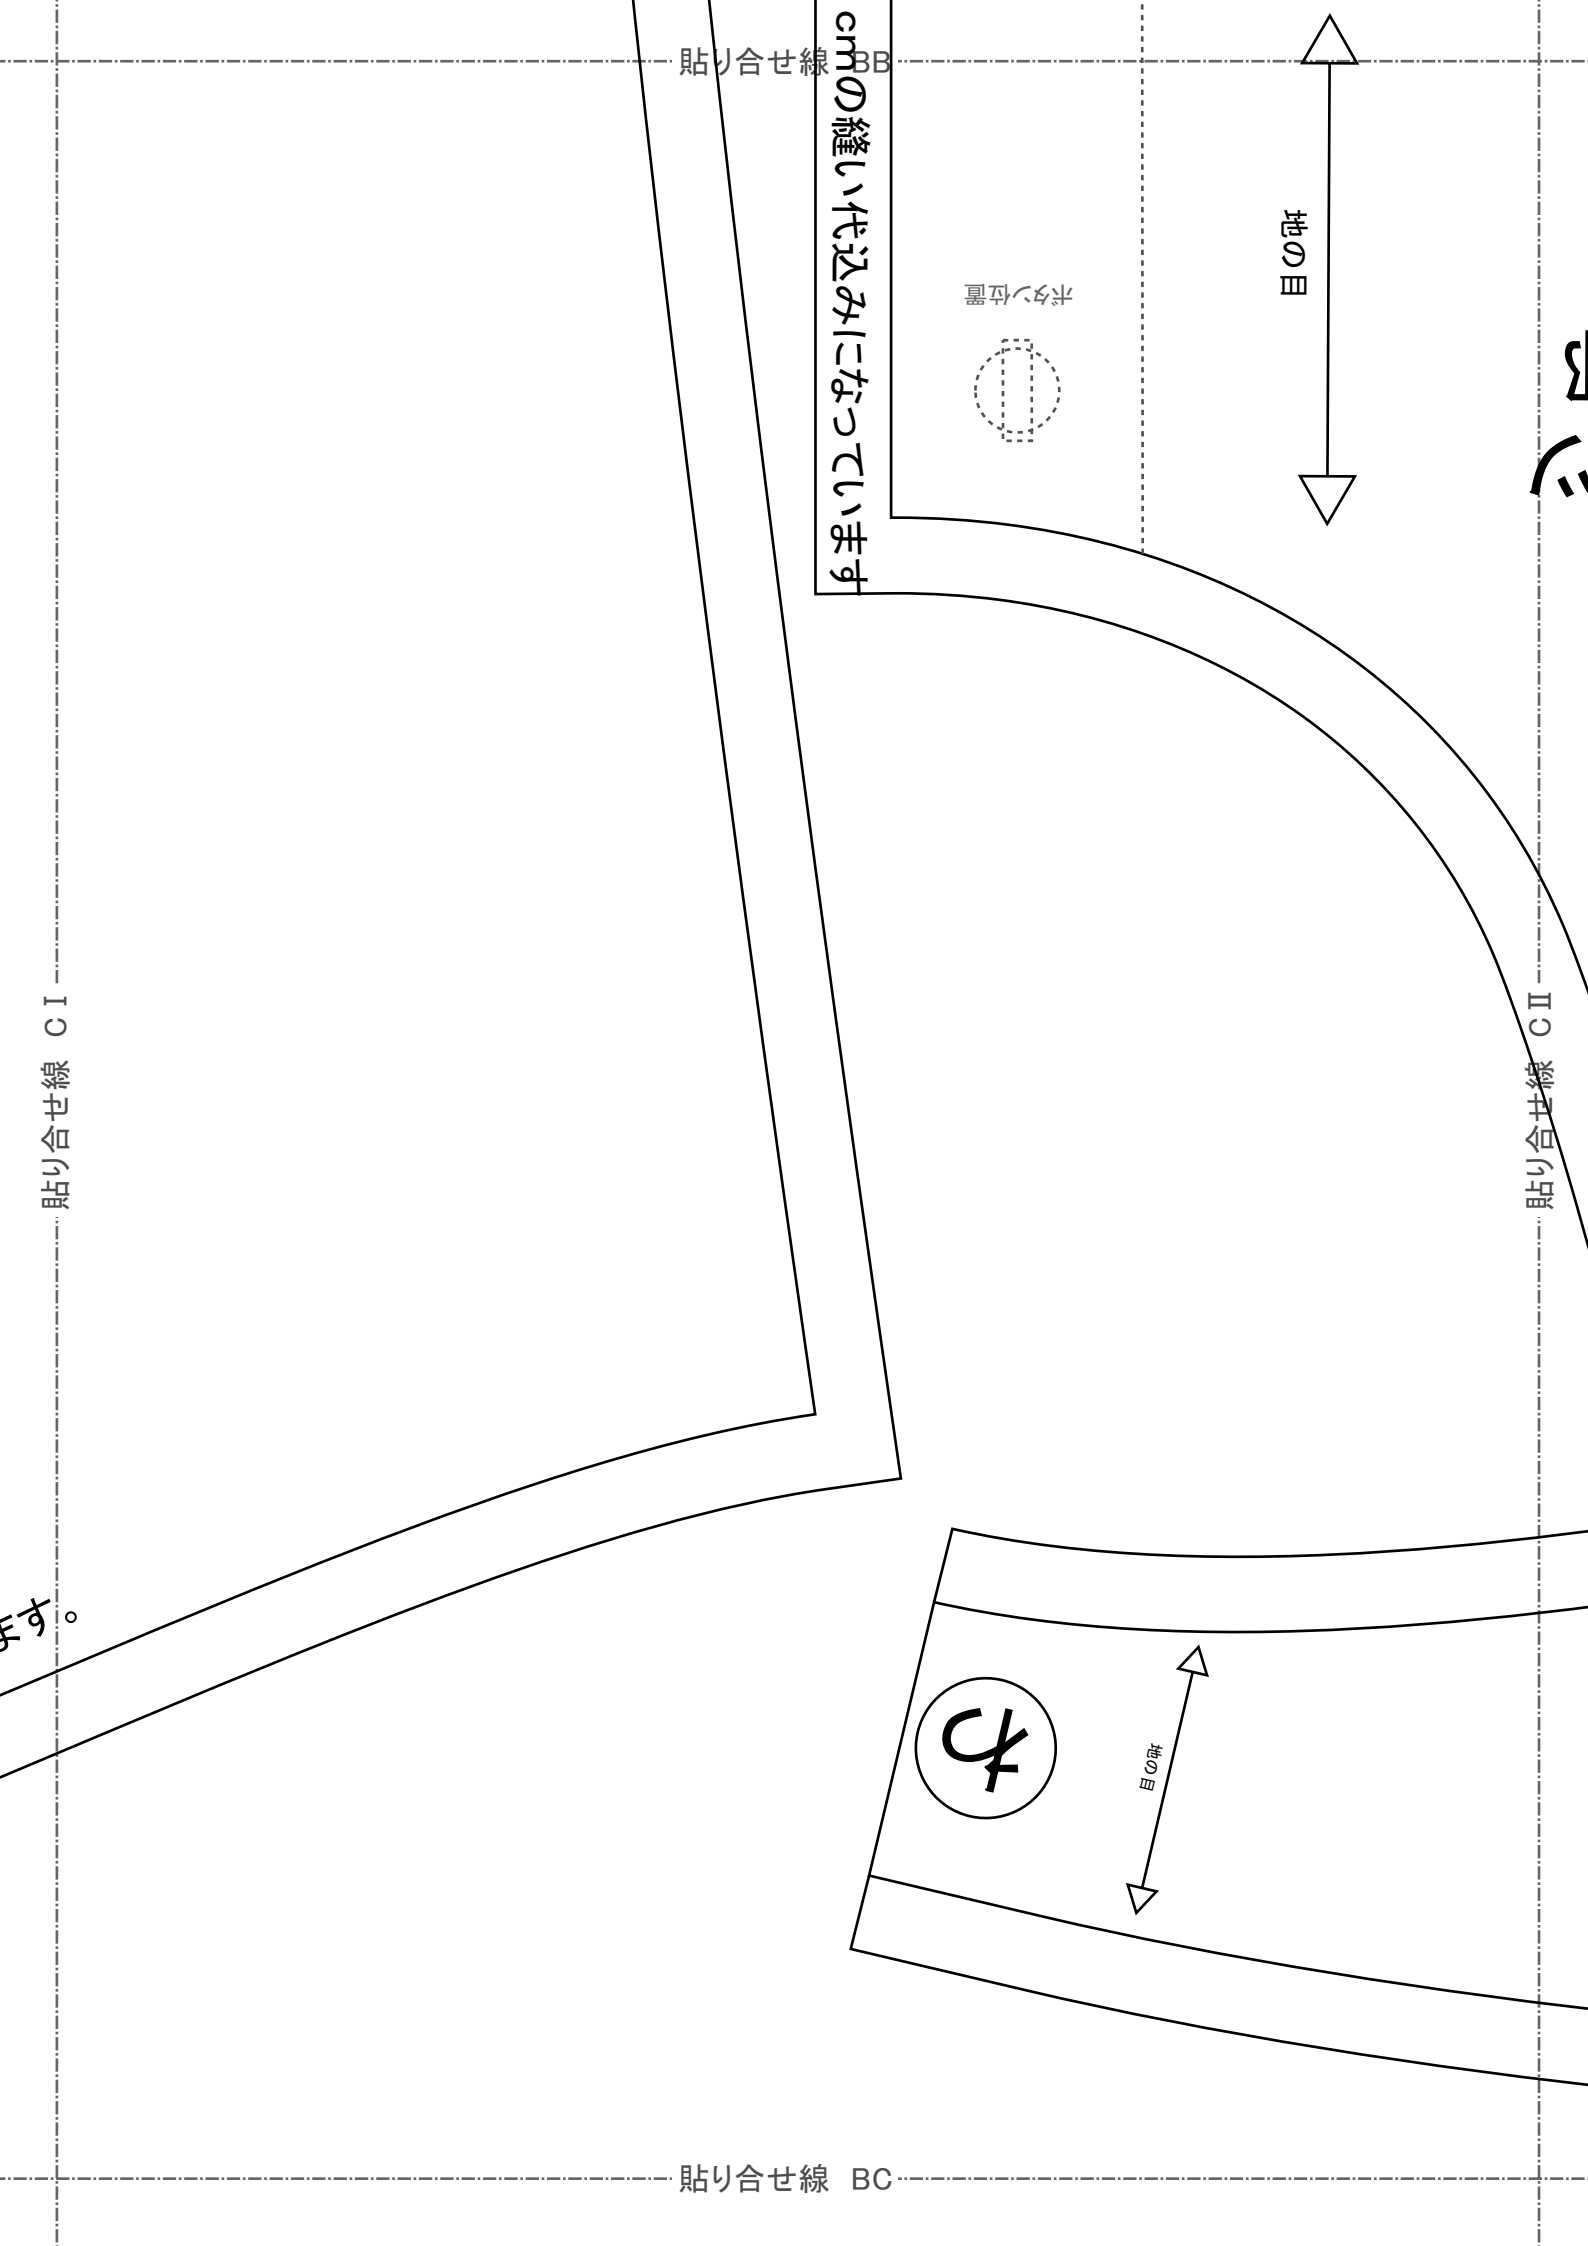 貼り合せ線 BB
cmの縫い代込みになっています
地の目
ボタン位置
貼り合せ線 CⅠ
貼り合せ線 CⅡ
ます。
ひも
地の目
貼り合せ線 BC